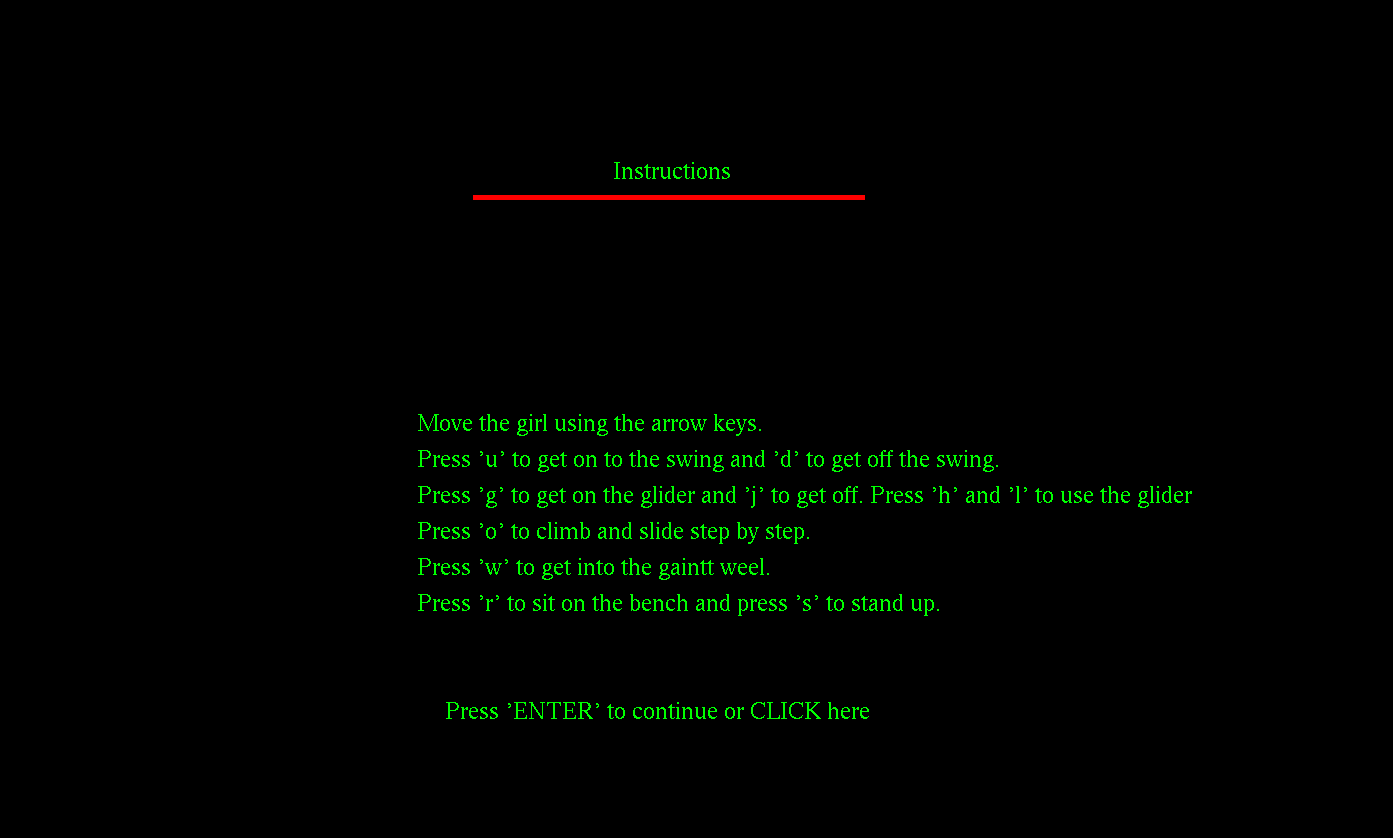 Instructions
Move the girl using the arrow keys.
Press ’u’ to get on to the swing and ’d’ to get off the swing.
Press ’g’ to get on the glider and ’j’ to get off. Press ’h’ and ’l’ to use the glider
Press ’o’ to climb and slide step by step.
Press ’w’ to get into the gaintt weel.
Press ’r’ to sit on the bench and press ’s’ to stand up.
Press ’ENTER’ to continue or CLICK here